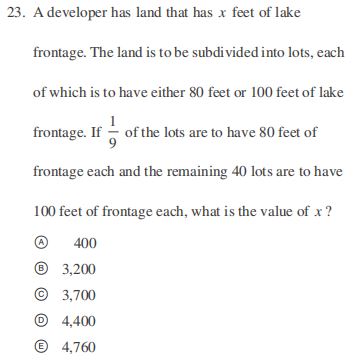 23. A developer has land that has x feet of lake
frontage. The land is to be subdivided into lots, each
of which is to have either 80 feet or 100 feet of lake
frontage. If 1/9 of the lots are to have 80 feet of
frontage each and the remaining 40 lots are to have
100 feet of frontage each, what is the value of x ?
Ⓐ 400
Ⓑ 3,200
Ⓒ 3,700
Ⓓ 4,400
Ⓔ 4,760